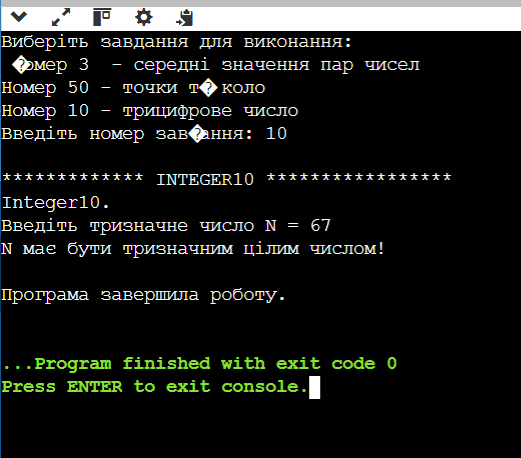 Виберіть завдання для виконання:
�омер 3 - середні значення пар чисел
Номер 50 - точки т� коло
Номер 10 - трицифрове число
Введіть номер зав�ання: 10
************* INTEGER10 *****************
Integer10.
Введіть тризначне число N = 67
N має бути тризначним цілим числом!
Програма завершила роботу.
...Program finished with exit code 0
Press ENTER to exit console.